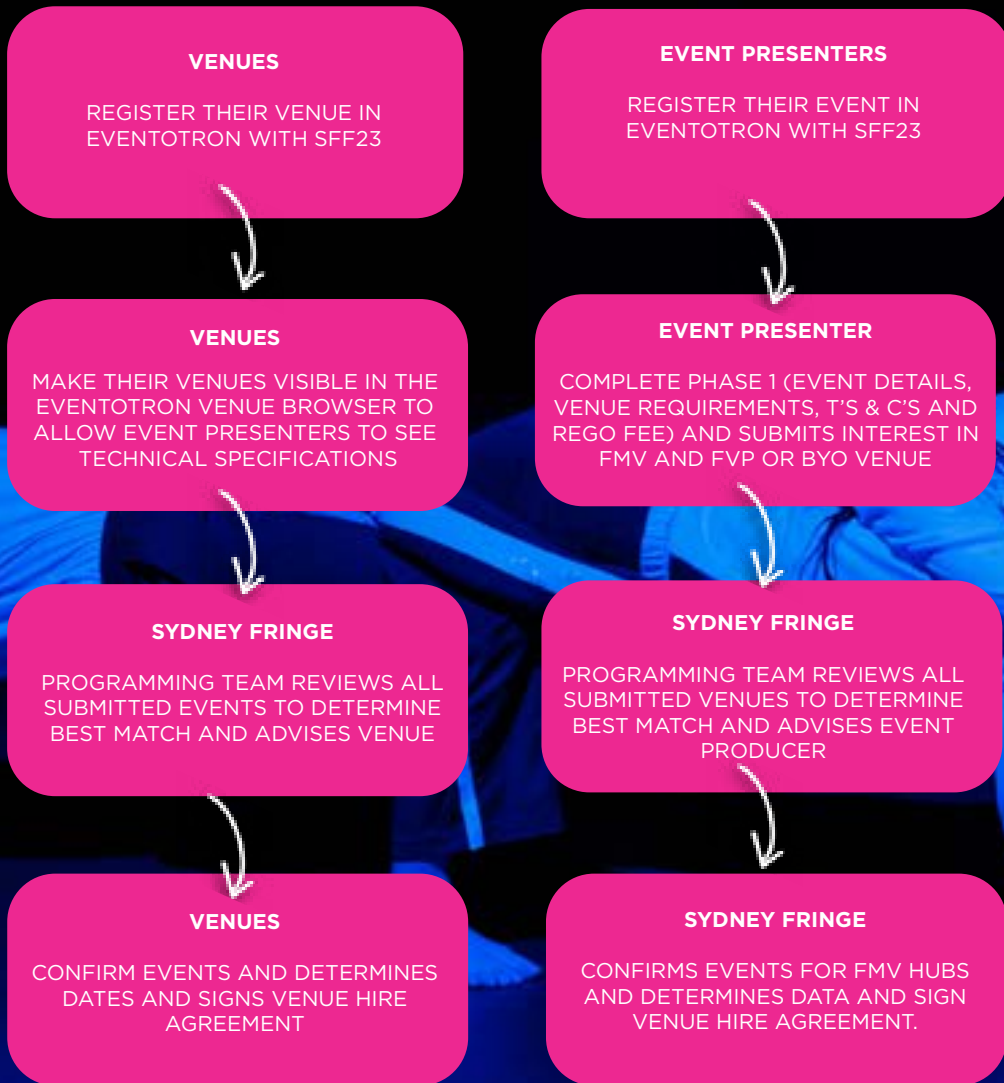 VENUES
REGISTER THEIR VENUE IN
EVENTOTRON WITH SFF23
VENUES
MAKE THEIR VENUES VISIBLE IN THE
EVENTOTRON VENUE BROWSER TO
ALLOW EVENT PRESENTERS TO SEE
TECHNICAL SPECIFICATIONS
SYDNEY FRINGE
PROGRAMMING TEAM REVIEWS ALL
SUBMITTED EVENTS TO DETERMINE
BEST MATCH AND ADVISES VENUE
VENUES
CONFIRM EVENTS AND DETERMINES
DATES AND SIGNS VENUE HIRE
AGREEMENT
EVENT PRESENTERS
REGISTER THEIR EVENT IN
EVENTOTRON WITH SFF23
EVENT PRESENTER
COMPLETE PHASE 1 (EVENT DETAILS,
VENUE REQUIREMENTS, T'S & C'S AND
REGO FEE) AND SUBMITS INTEREST IN
FMV AND FVP OR BYO VENUE
SYDNEY FRINGE
PROGRAMMING TEAM REVIEWS ALL
SUBMITTED VENUES TO DETERMINE
BEST MATCH AND ADVISES EVENT
PRODUCER
SYDNEY FRINGE
CONFIRMS EVENTS FOR FMV HUBS
AND DETERMINES DATA AND SIGN
VENUE HIRE AGREEMENT.